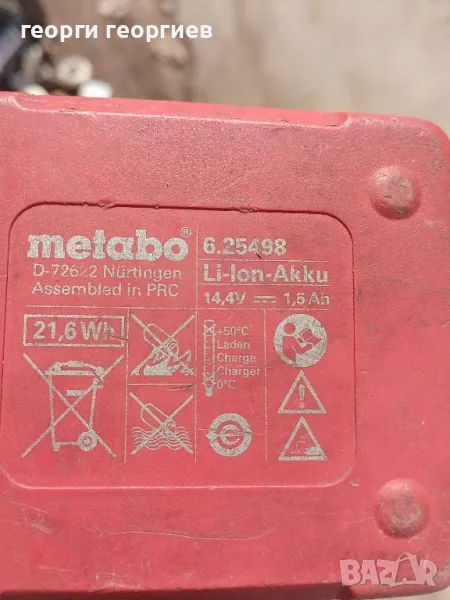 георги георгиев
metabo®
6.25498
D-72622 Nürtingen
Li-Ion-Akku
Assembled in PRC
14,4V ⎓ 1,5 Ah
21,6 Wh
+50°C
Laden
Charge
Charger
0°C
BAZAR